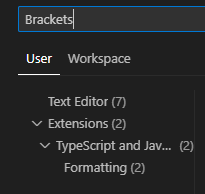 Brackets
User Workspace
Text Editor (7)
Extensions (2)
TypeScript and Jav... (2)
Formatting (2)